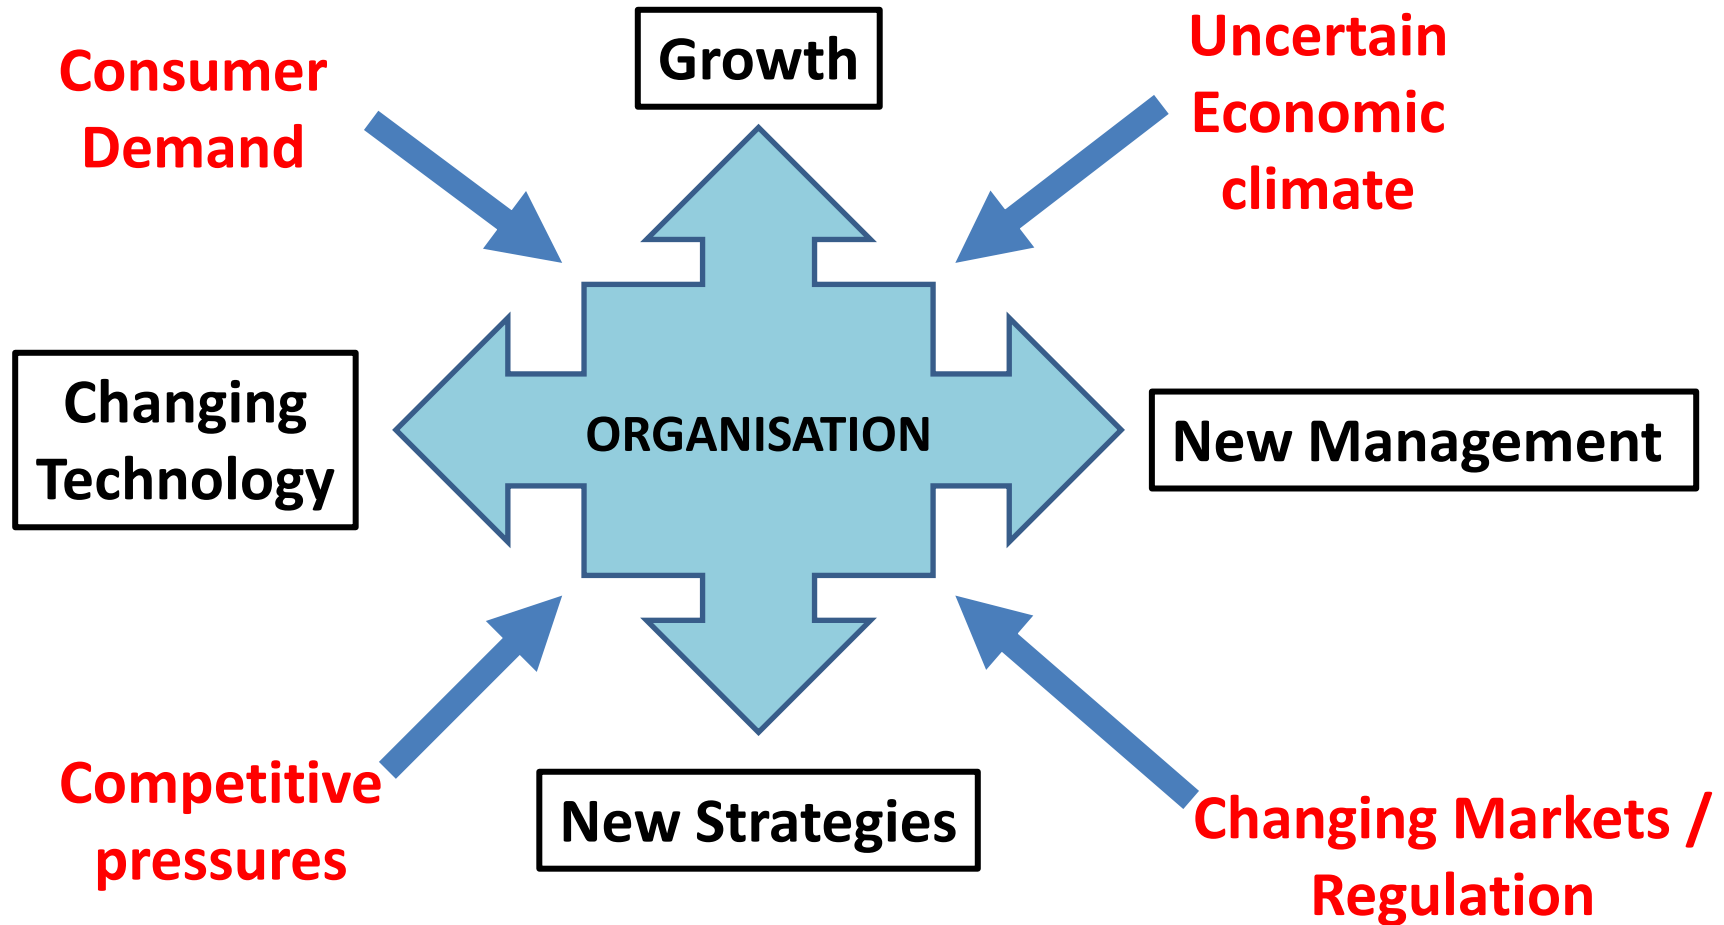 Consumer
Demand
Growth
Uncertain
Economic
climate
Changing
Technology
ORGANISATION
New Management
Competitive
pressures
New Strategies
Changing Markets /
Regulation